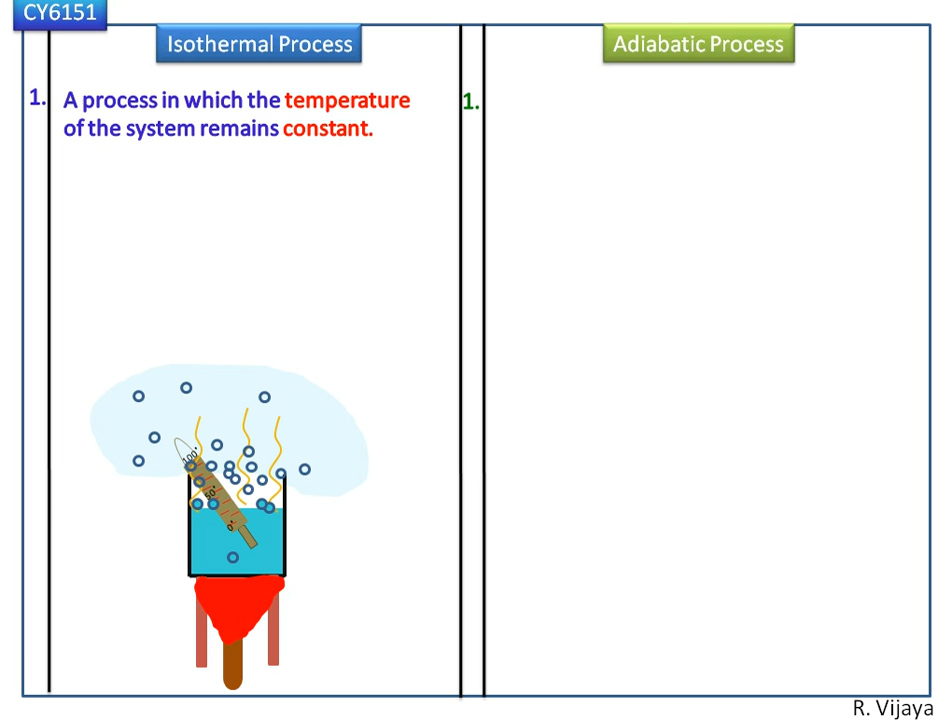 CY6151
Isothermal Process
Adiabatic Process
1. A process in which the temperature
of the system remains constant.
1.
100°
50°
0°
R. Vijaya